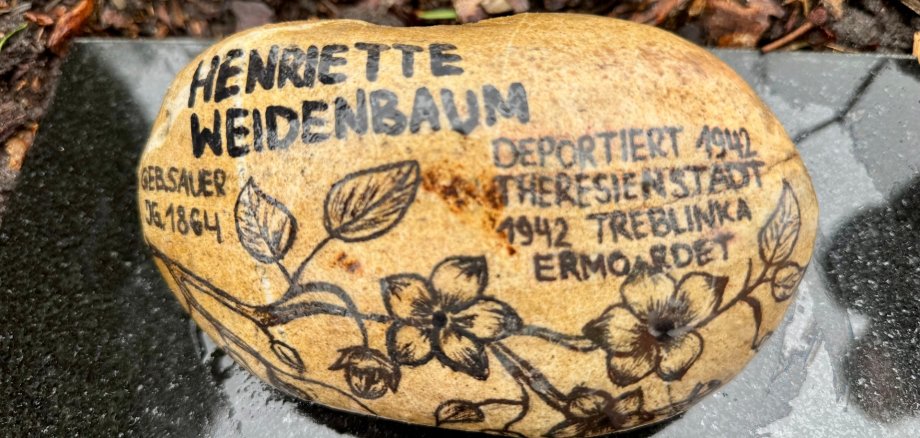 HENRIETTE
WEIDENBAUM
GEB SAUER
JG. 1864
DEPORTIERT 1942
THERESIENSTADT
1942 TREBLINKA
ERMORDET